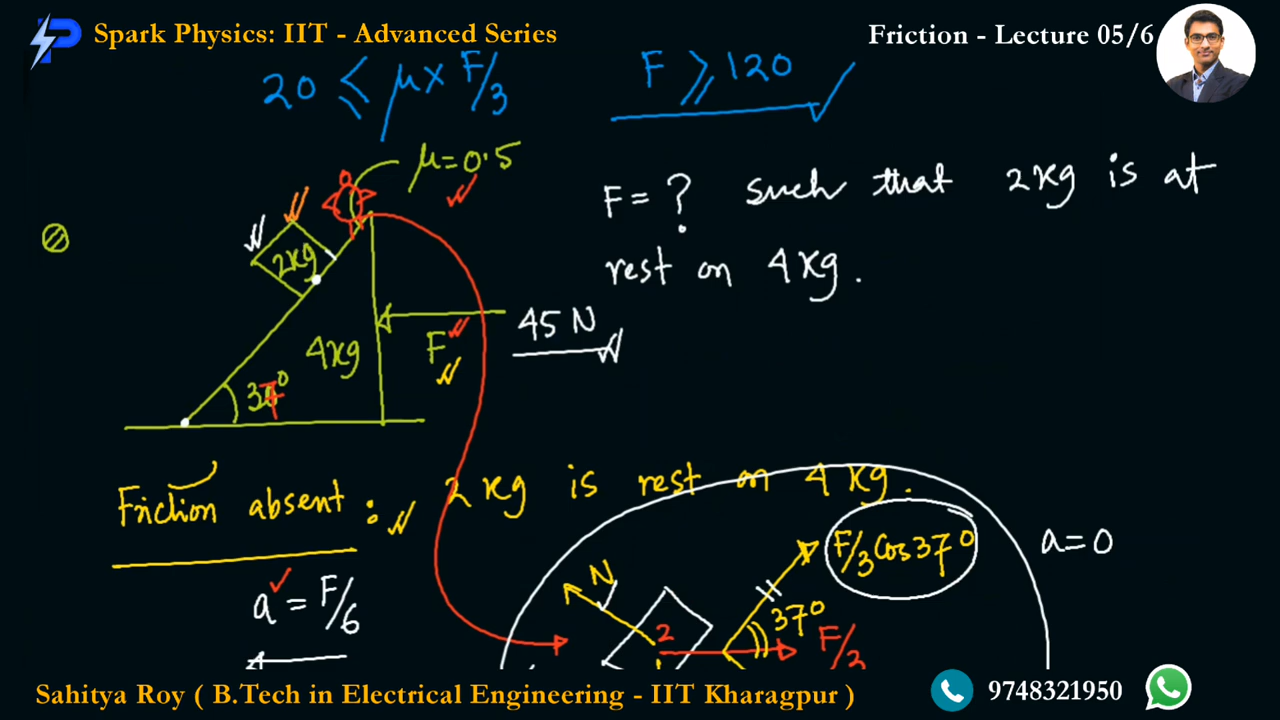 Spark Physics: IIT - Advanced Series
Friction - Lecture 05/6
20 ≤ μ x F/3
F ≥ 120
μ = 0.5
F = ? such that 2kg is at
rest on 4kg.
2kg
45 N
F
4kg
37°
Friction absent : 2kg is rest on 4kg.
F/3 Cos37°
a = 0
a = F/6
N
37°
2
Sahitya Roy ( B.Tech in Electrical Engineering - IIT Kharagpur )
9748321950